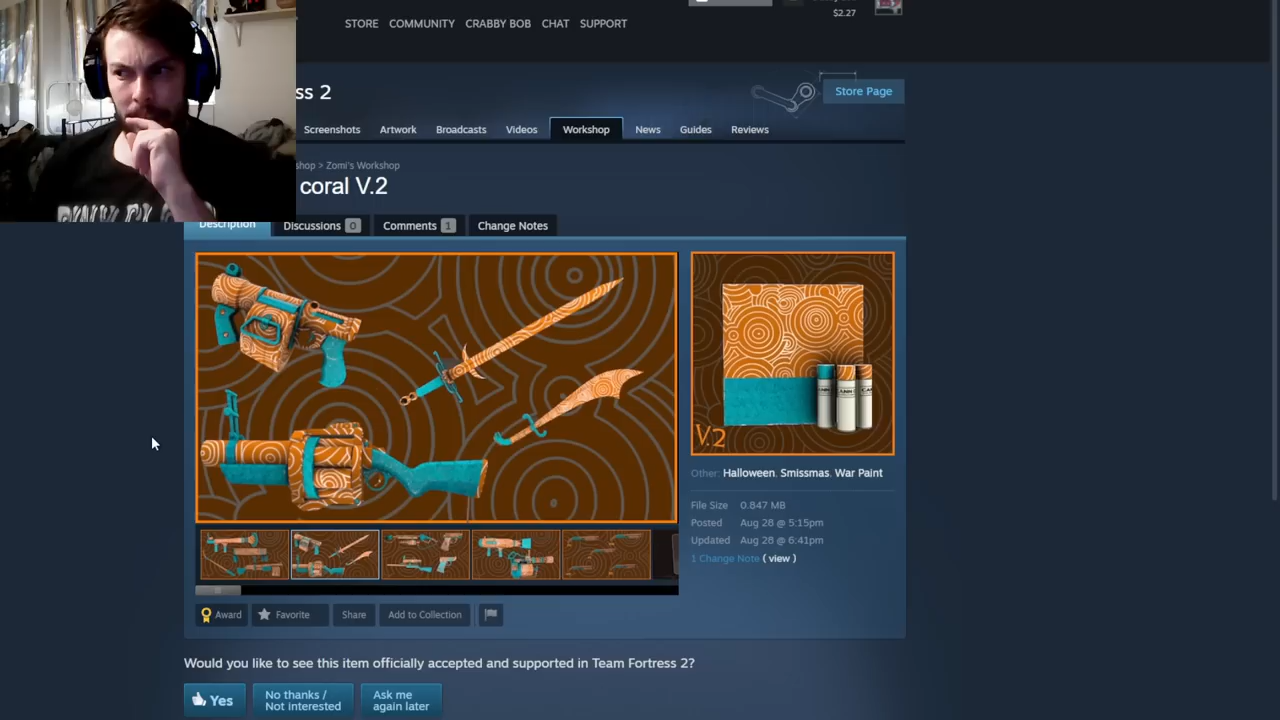 STORE COMMUNITY CRABBY BOB CHAT SUPPORT
$2.27
ss 2
Store Page
Screenshots Artwork Broadcasts Videos Workshop News Guides Reviews
shop > Zomi's Workshop
coral V.2
Description Discussions 0 Comments 1 Change Notes
V.2
Other: Halloween, Smissmas, War Paint
File Size 0.847 MB
Posted Aug 28 @ 5:15pm
Updated Aug 28 @ 6:41pm
1 Change Note ( view )
Award Favorite Share Add to Collection
Would you like to see this item officially accepted and supported in Team Fortress 2?
Yes
No thanks /
Not interested
Ask me
again later